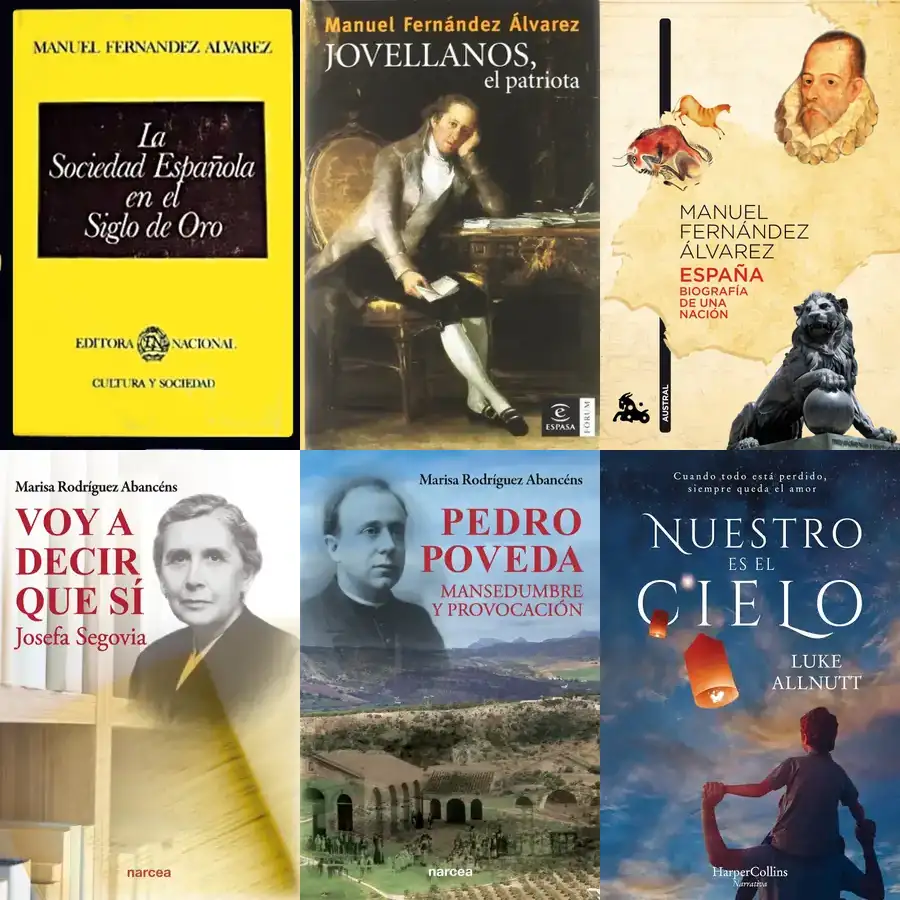 MANUEL FERNANDEZ ALVAREZ
La
Sociedad Española
en el
Siglo de Oro
EDITORA EN NACIONAL
CULTURA Y SOCIEDAD
Manuel Fernández Álvarez
JOVELLANOS,
el patriota
e
ESPASA
FÓRUM
MANUEL
FERNÁNDEZ
ÁLVAREZ
ESPAÑA
BIOGRAFÍA
DE UNA
NACIÓN
AUSTRAL
Marisa Rodríguez Abancéns
VOY A
DECIR
QUE SÍ
Josefa Segovia
narcea
Marisa Rodríguez Abancéns
PEDRO
POVEDA
MANSEDUMBRE
Y PROVOCACIÓN
narcea
Cuando todo está perdido,
siempre queda el amor
NUESTRO
ES EL
CIELO
LUKE
ALLNUTT
HarperCollins
Narrativa